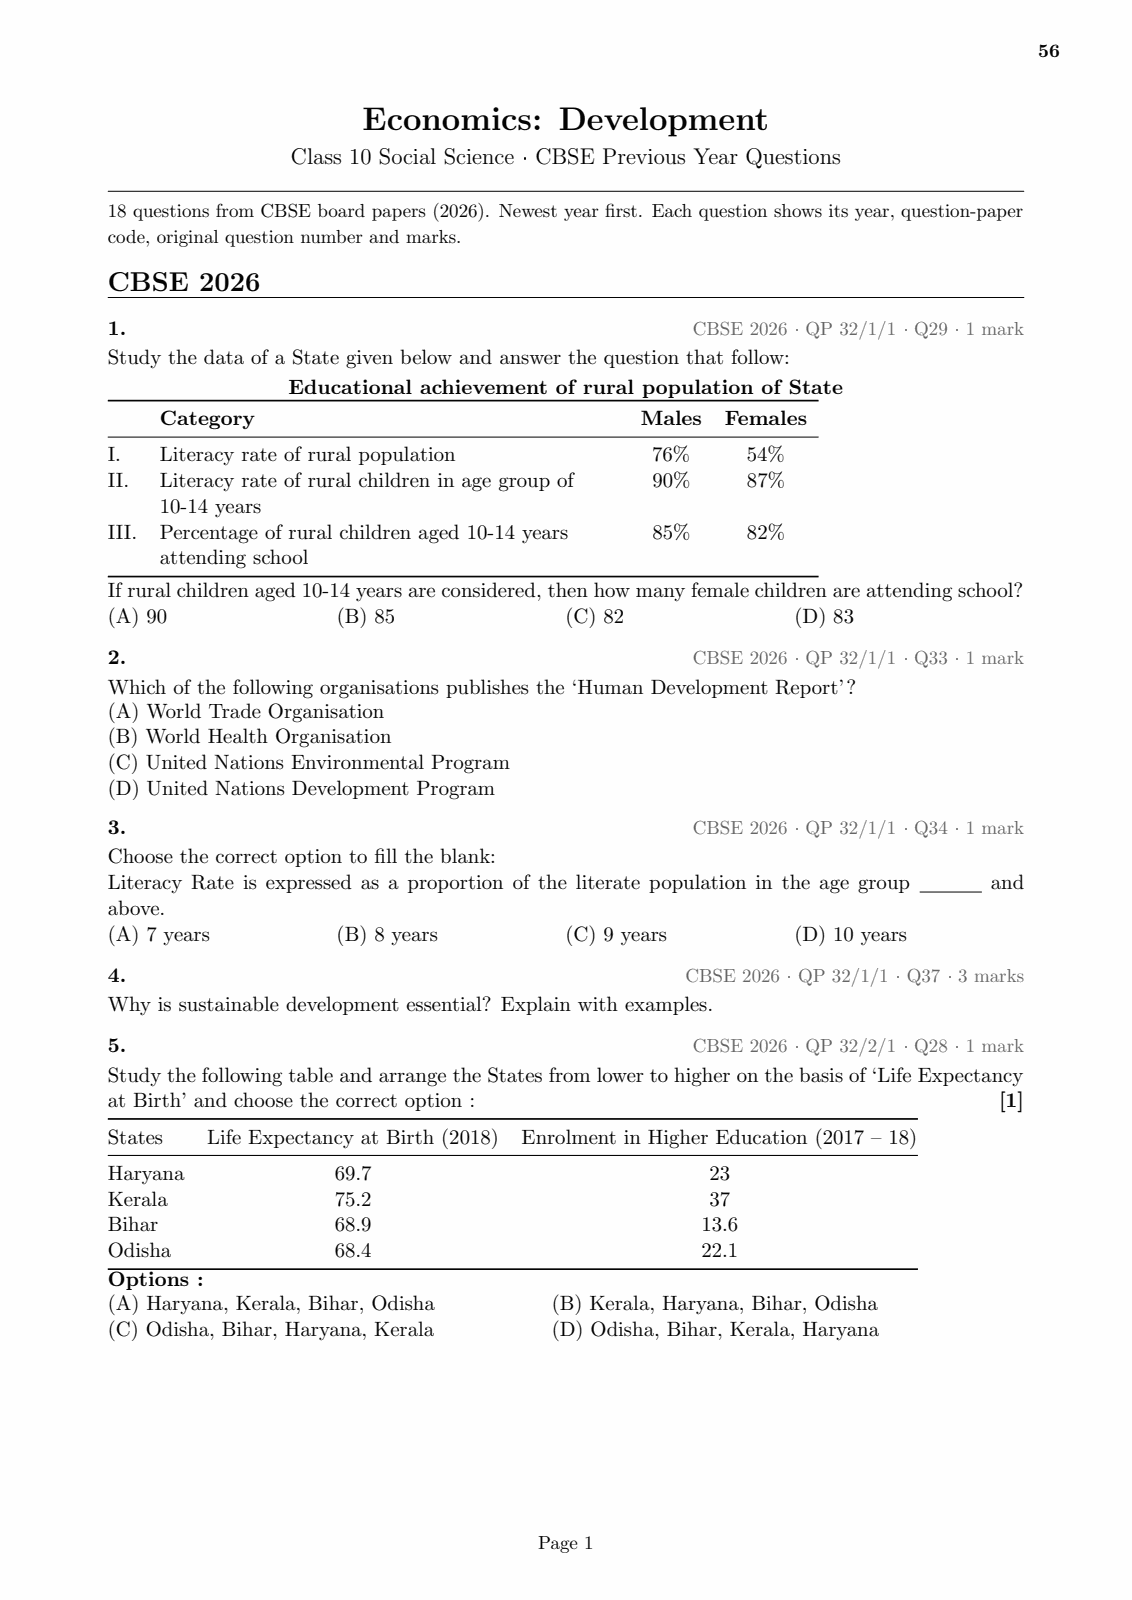 56
Economics: Development
Class 10 Social Science · CBSE Previous Year Questions
18 questions from CBSE board papers (2026). Newest year first. Each question shows its year, question-paper
code, original question number and marks.
CBSE 2026
1. CBSE 2026 · QP 32/1/1 · Q29 · 1 mark
Study the data of a State given below and answer the question that follow:
Educational achievement of rural population of State
Category Males Females
I. Literacy rate of rural population 76% 54%
II. Literacy rate of rural children in age group of 90% 87%
10-14 years
III. Percentage of rural children aged 10-14 years 85% 82%
attending school
If rural children aged 10-14 years are considered, then how many female children are attending school?
(A) 90 (B) 85 (C) 82 (D) 83
2. CBSE 2026 · QP 32/1/1 · Q33 · 1 mark
Which of the following organisations publishes the ‘Human Development Report’?
(A) World Trade Organisation
(B) World Health Organisation
(C) United Nations Environmental Program
(D) United Nations Development Program
3. CBSE 2026 · QP 32/1/1 · Q34 · 1 mark
Choose the correct option to fill the blank:
Literacy Rate is expressed as a proportion of the literate population in the age group ______ and
above.
(A) 7 years (B) 8 years (C) 9 years (D) 10 years
4. CBSE 2026 · QP 32/1/1 · Q37 · 3 marks
Why is sustainable development essential? Explain with examples.
5. CBSE 2026 · QP 32/2/1 · Q28 · 1 mark
Study the following table and arrange the States from lower to higher on the basis of ‘Life Expectancy
at Birth’ and choose the correct option : [1]
States Life Expectancy at Birth (2018) Enrolment in Higher Education (2017 – 18)
Haryana 69.7 23
Kerala 75.2 37
Bihar 68.9 13.6
Odisha 68.4 22.1
Options :
(A) Haryana, Kerala, Bihar, Odisha (B) Kerala, Haryana, Bihar, Odisha
(C) Odisha, Bihar, Haryana, Kerala (D) Odisha, Bihar, Kerala, Haryana
Page 1